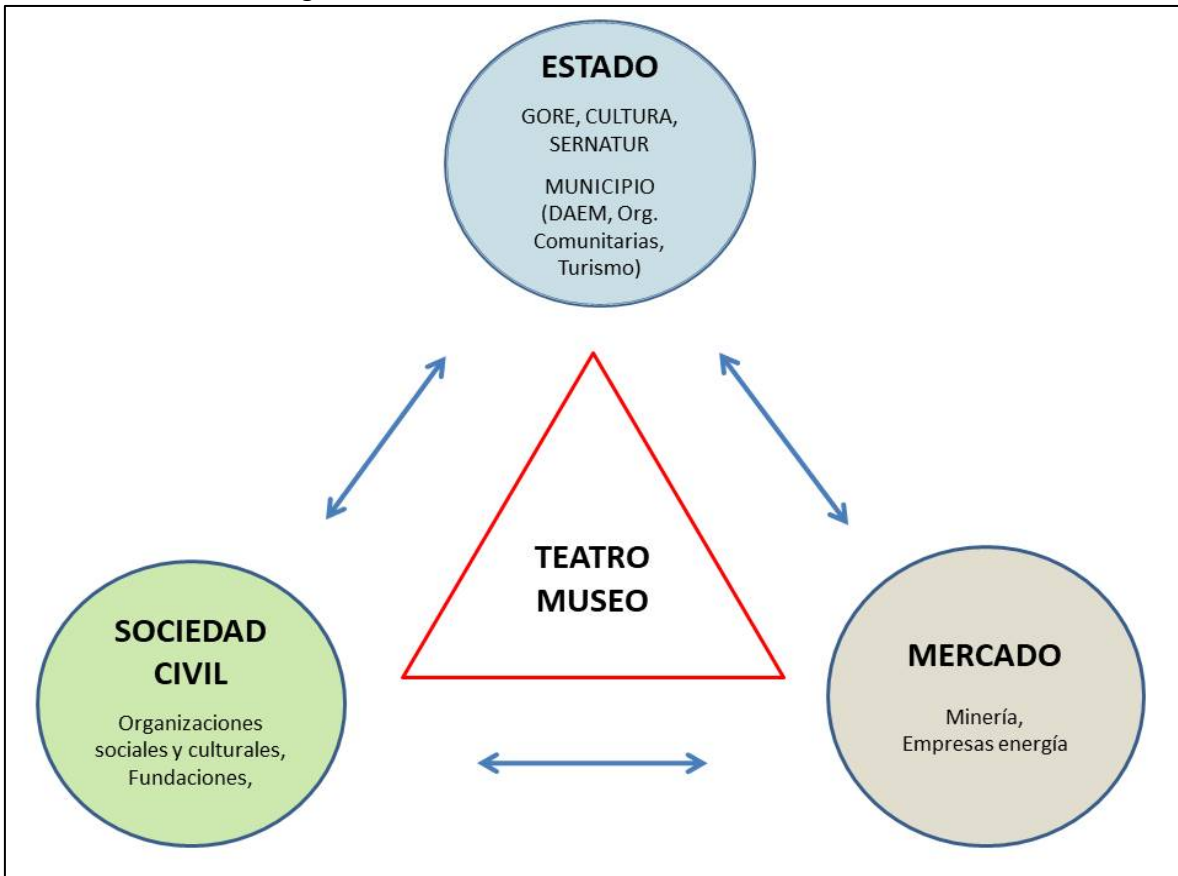 ESTADO
GORE, CULTURA,
SERNATUR
MUNICIPIO
(DAEM, Org.
Comunitarias,
Turismo)
TEATRO
MUSEO
SOCIEDAD
CIVIL
Organizaciones
sociales y culturales,
Fundaciones,
MERCADO
Minería,
Empresas energía